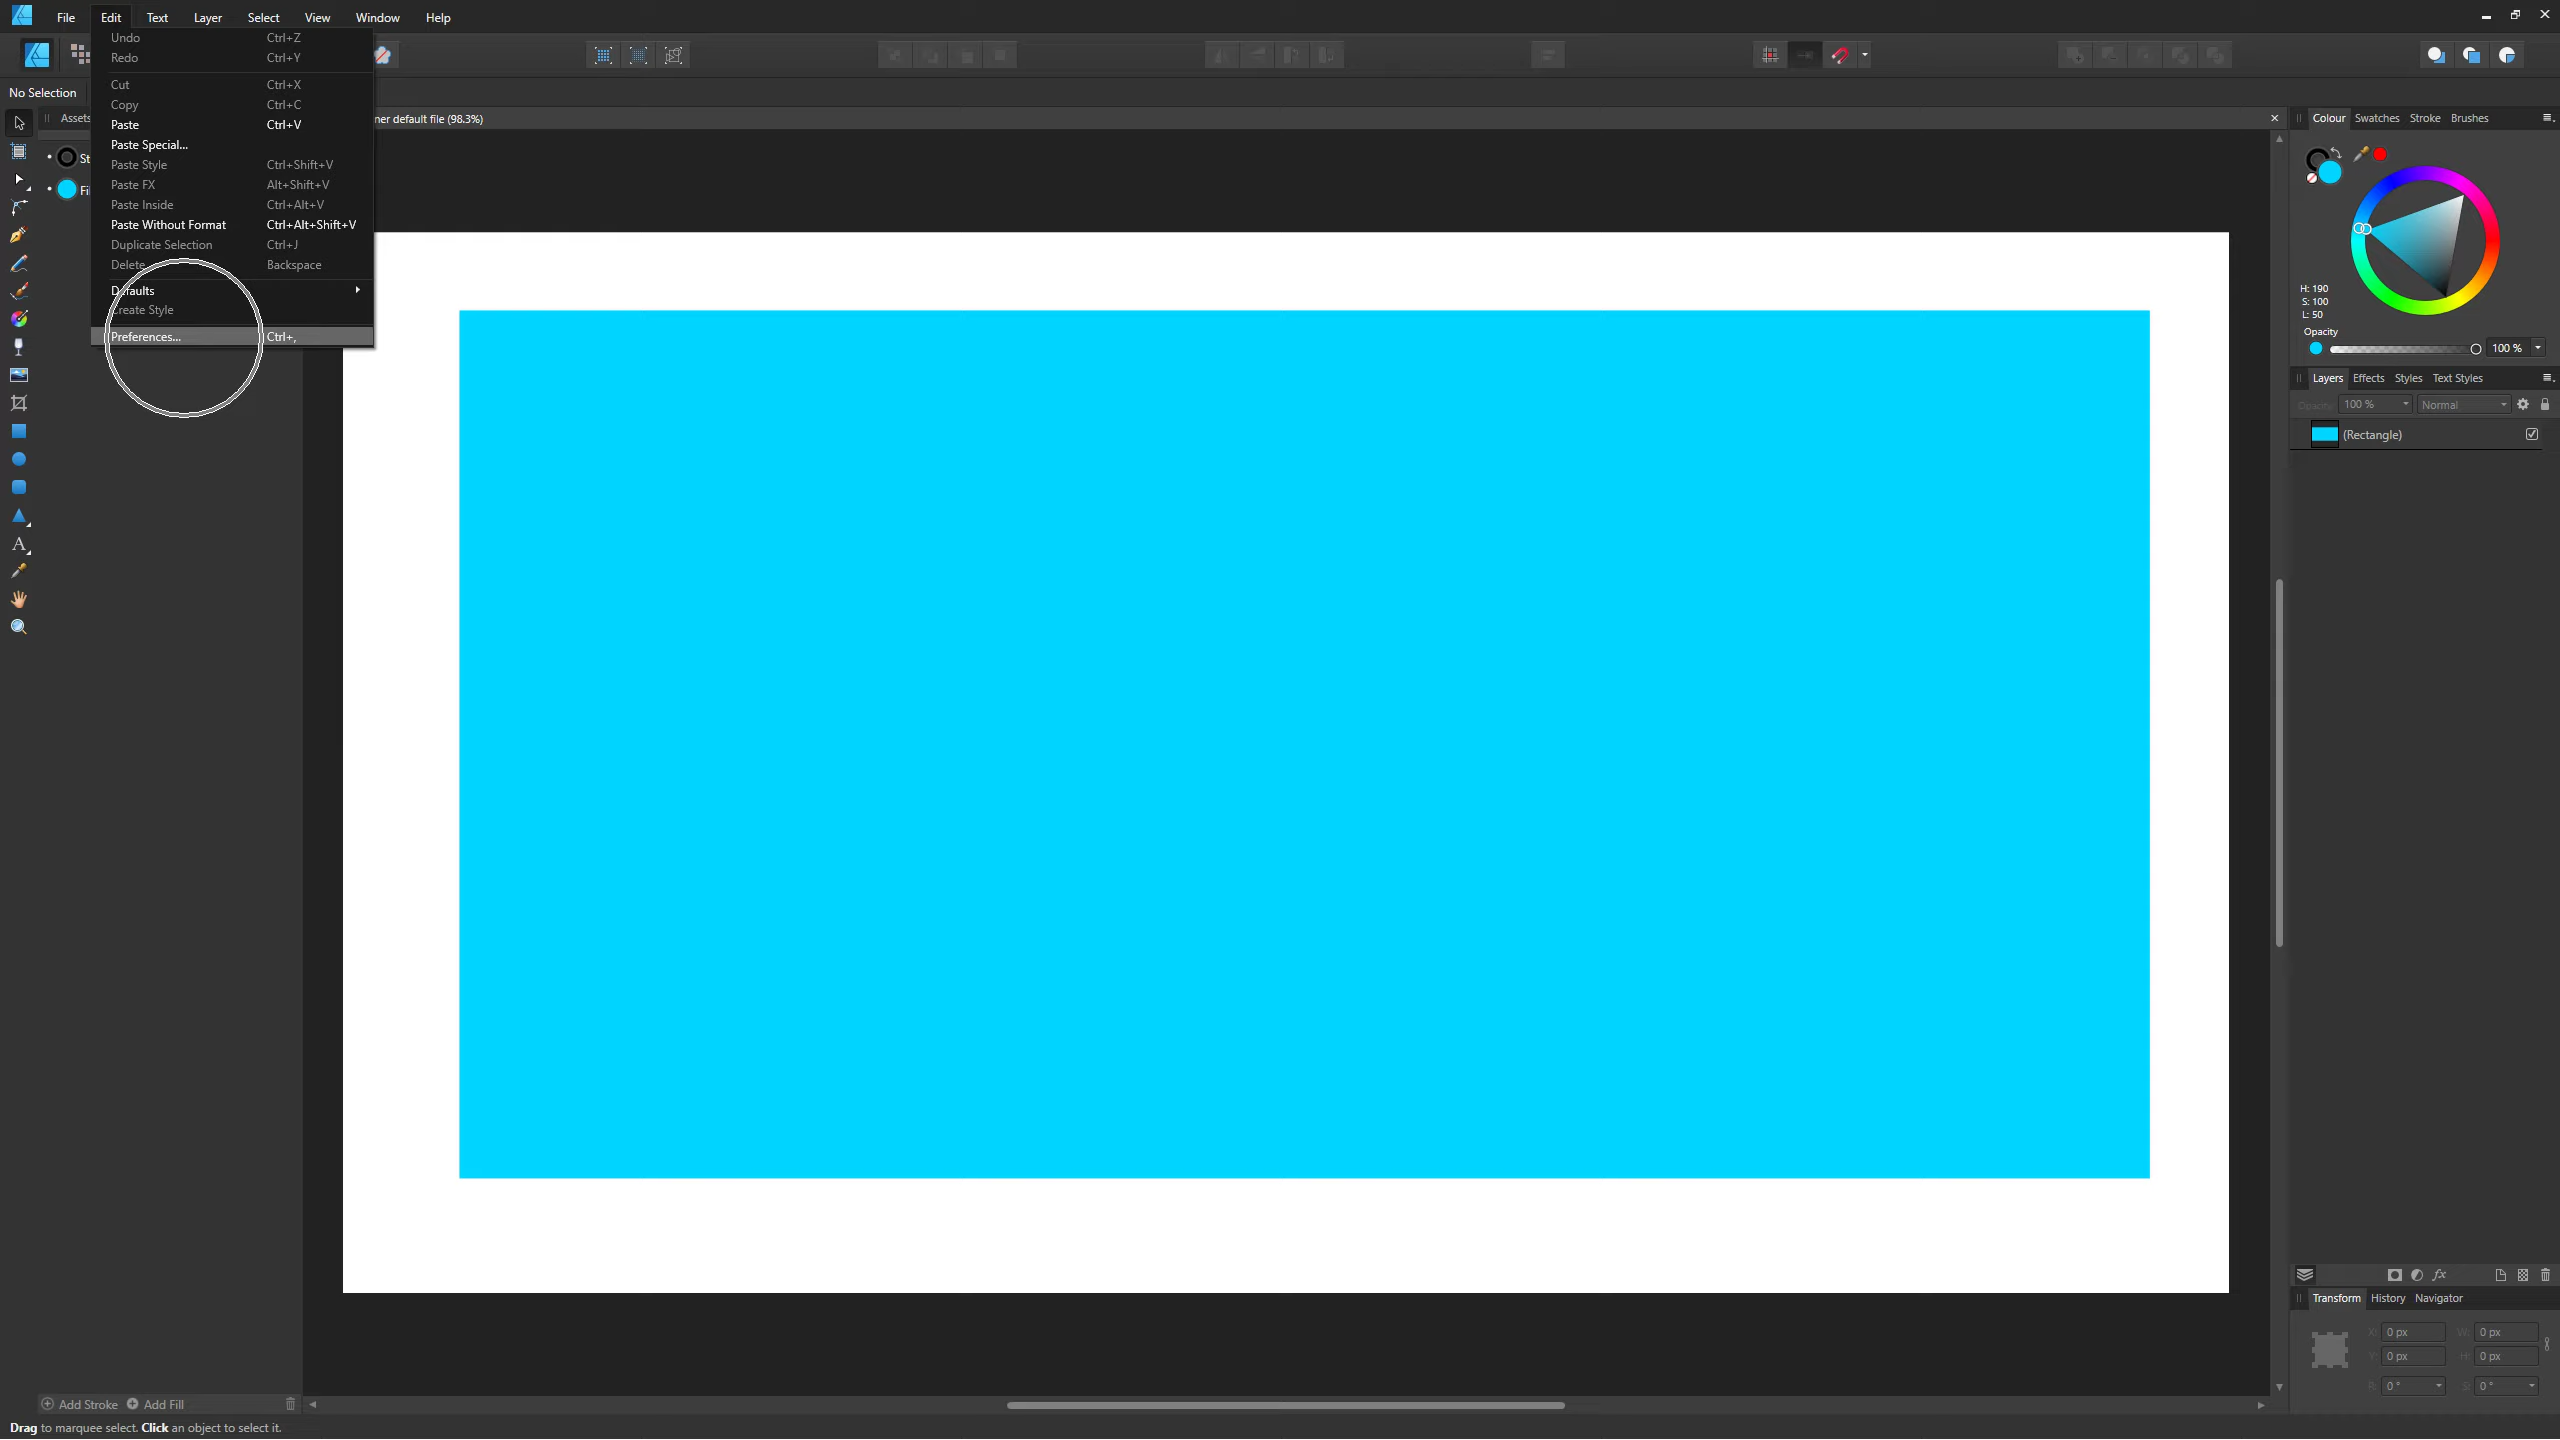 File Edit Text Layer Select View Window Help
Undo Ctrl+Z
Redo Ctrl+Y
Cut Ctrl+X
Copy Ctrl+C
Paste Ctrl+V
Paste Special...
Paste Style Ctrl+Shift+V
Paste FX Alt+Shift+V
Paste Inside Ctrl+Alt+V
Paste Without Format Ctrl+Alt+Shift+V
Duplicate Selection Ctrl+J
Delete Backspace
Defaults
Create Style
Preferences... Ctrl+,
No Selection
Assets
St
Fi
ner default file (98.3%)
Colour Swatches Stroke Brushes
H: 190
S: 100
L: 50
Opacity
100 %
Layers Effects Styles Text Styles
Opacity 100 % Normal
(Rectangle)
fx
Transform History Navigator
X: 0 px W: 0 px
Y: 0 px H: 0 px
R: 0 ° S: 0 °
Add Stroke Add Fill
Drag to marquee select. Click an object to select it.